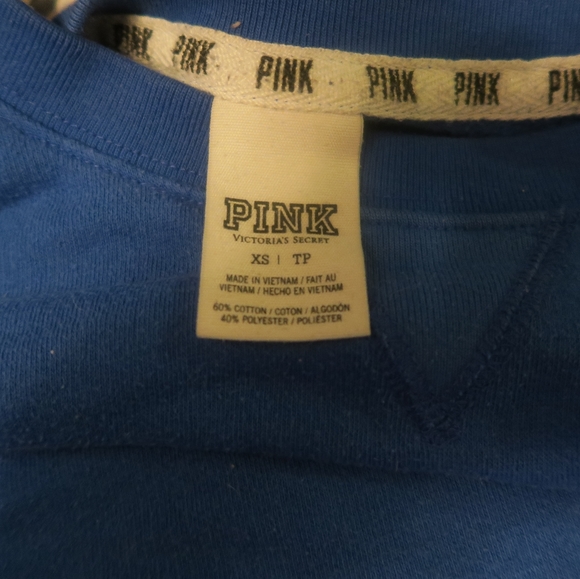 PINK PINK PINK PINK PINK PIN
PINK
VICTORIA'S SECRET
XS | TP
MADE IN VIETNAM / FAIT AU
VIETNAM / HECHO EN VIETNAM
60% COTTON / COTON / ALGODÓN
40% POLYESTER / POLIÉSTER